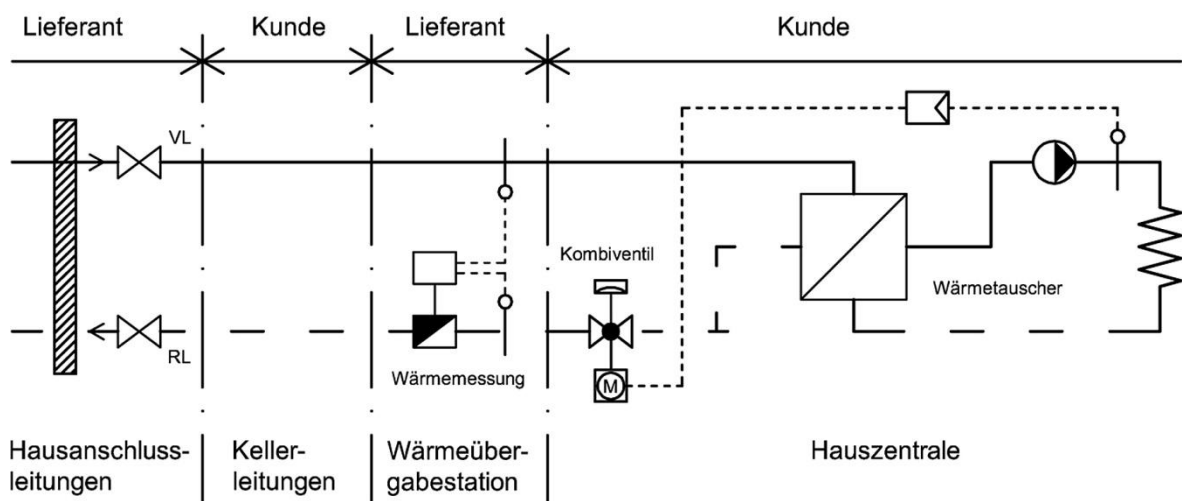 Lieferant
Kunde
Lieferant
Kunde
VL
Kombiventil
Wärmetauscher
RL
Wärmemessung
M
Hausanschluss-
leitungen
Keller-
leitungen
Wärmeüber-
gabestation
Hauszentrale